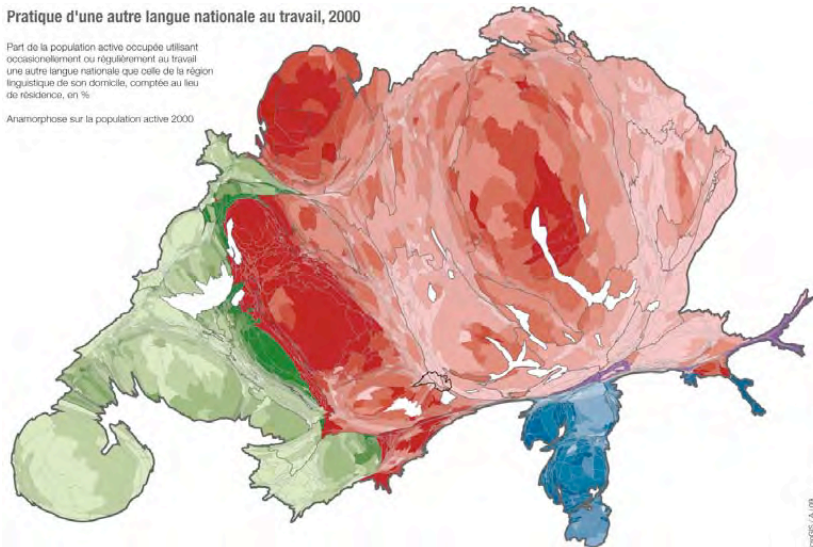 Pratique d'une autre langue nationale au travail, 2000
Part de la population active occupée utilisant
occasionellement ou régulièrement au travail
une autre langue nationale que celle de la région
linguistique de son domicile, comptée au lieu
de résidence, en %
Anamorphose sur la population active 2000